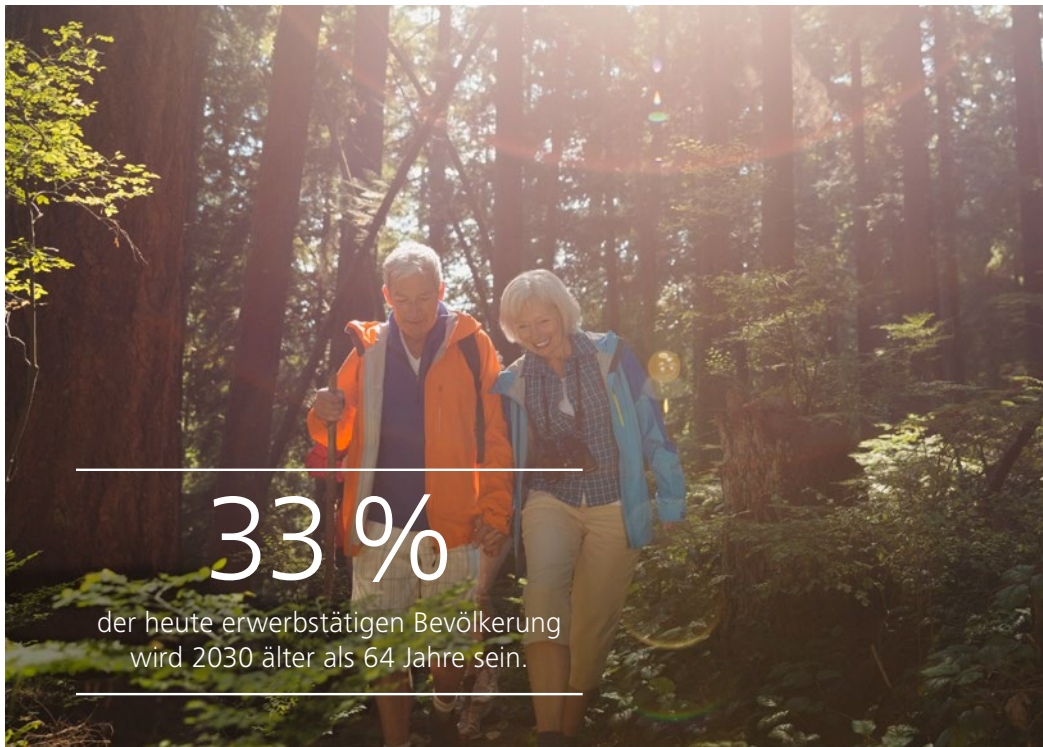 33 %
der heute erwerbstätigen Bevölkerung
wird 2030 älter als 64 Jahre sein.